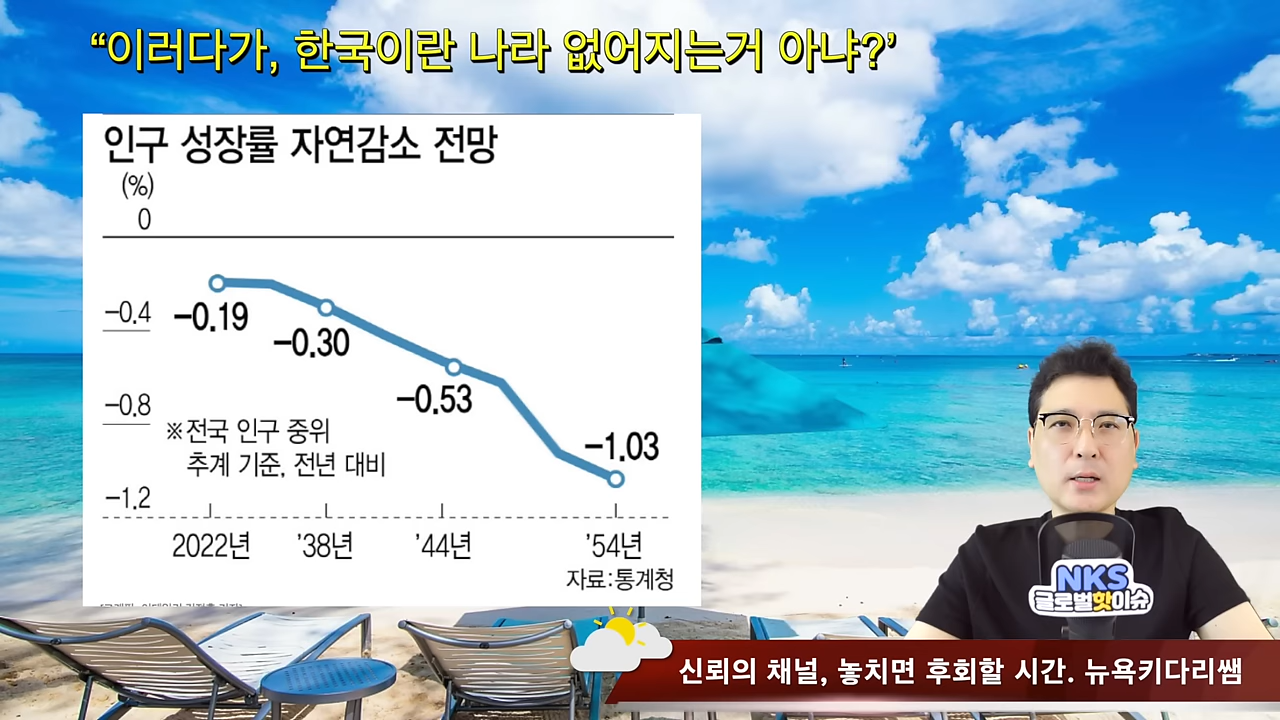 “이러다가, 한국이란 나라 없어지는거 아냐?’
인구 성장률 자연감소 전망
(%)
0
−0.4
−0.8
−1.2
−0.19
−0.30
−0.53
−1.03
※전국 인구 중위
추계 기준, 전년 대비
2022년 ’38년 ’44년 ’54년
자료:통계청
NKS
글로벌핫이슈
신뢰의 채널, 놓치면 후회할 시간. 뉴욕키다리쌤